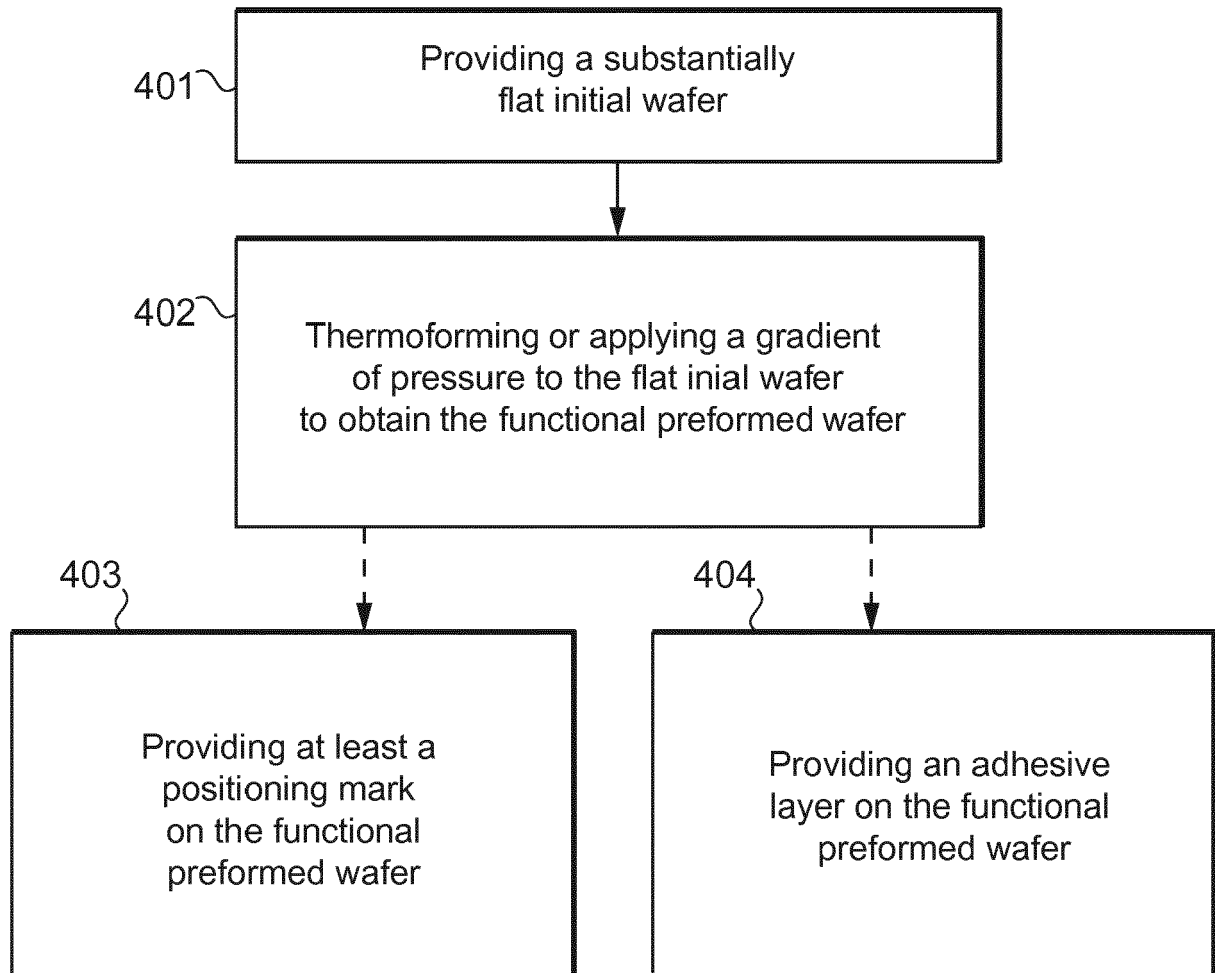 401
Providing a substantially
flat initial wafer
402
Thermoforming or applying a gradient
of pressure to the flat inial wafer
to obtain the functional preformed wafer
403
404
Providing at least a
positioning mark
on the functional
preformed wafer
Providing an adhesive
layer on the functional
preformed wafer